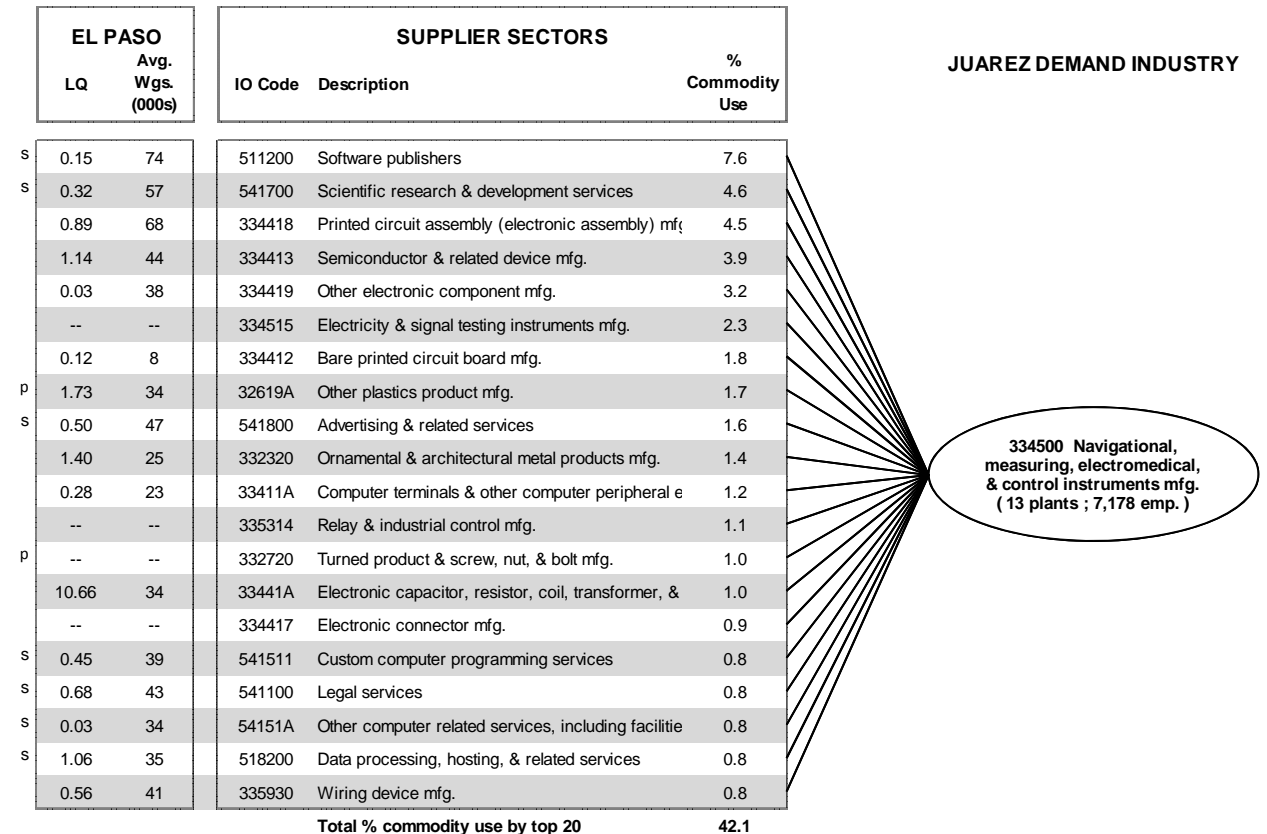 EL PASO
LQ Avg. Wgs. (000s)
SUPPLIER SECTORS
IO Code Description % Commodity Use
JUAREZ DEMAND INDUSTRY
s 0.15 74 511200 Software publishers 7.6
s 0.32 57 541700 Scientific research & development services 4.6
0.89 68 334418 Printed circuit assembly (electronic assembly) mfg 4.5
1.14 44 334413 Semiconductor & related device mfg. 3.9
0.03 38 334419 Other electronic component mfg. 3.2
-- -- 334515 Electricity & signal testing instruments mfg. 2.3
0.12 8 334412 Bare printed circuit board mfg. 1.8
p 1.73 34 32619A Other plastics product mfg. 1.7
s 0.50 47 541800 Advertising & related services 1.6
1.40 25 332320 Ornamental & architectural metal products mfg. 1.4
0.28 23 33411A Computer terminals & other computer peripheral e 1.2
-- -- 335314 Relay & industrial control mfg. 1.1
p -- -- 332720 Turned product & screw, nut, & bolt mfg. 1.0
10.66 34 33441A Electronic capacitor, resistor, coil, transformer, & 1.0
-- -- 334417 Electronic connector mfg. 0.9
s 0.45 39 541511 Custom computer programming services 0.8
s 0.68 43 541100 Legal services 0.8
s 0.03 34 54151A Other computer related services, including facilitie 0.8
s 1.06 35 518200 Data processing, hosting, & related services 0.8
0.56 41 335930 Wiring device mfg. 0.8
Total % commodity use by top 20 42.1
334500 Navigational,
measuring, electromedical,
& control instruments mfg.
( 13 plants ; 7,178 emp. )